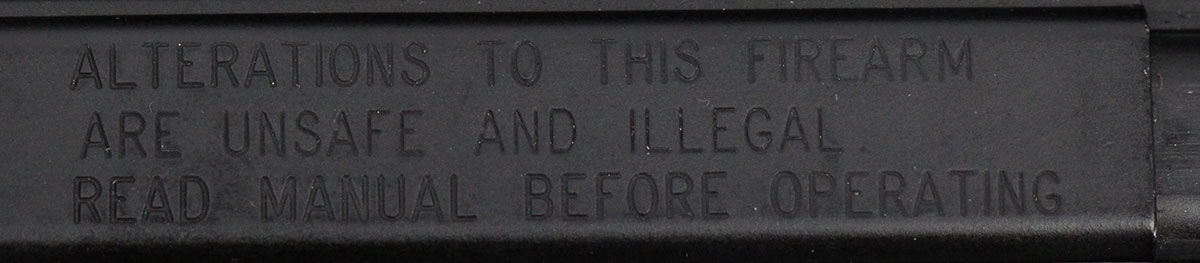 ALTERATIONS TO THIS FIREARM
ARE UNSAFE AND ILLEGAL.
READ MANUAL BEFORE OPERATING